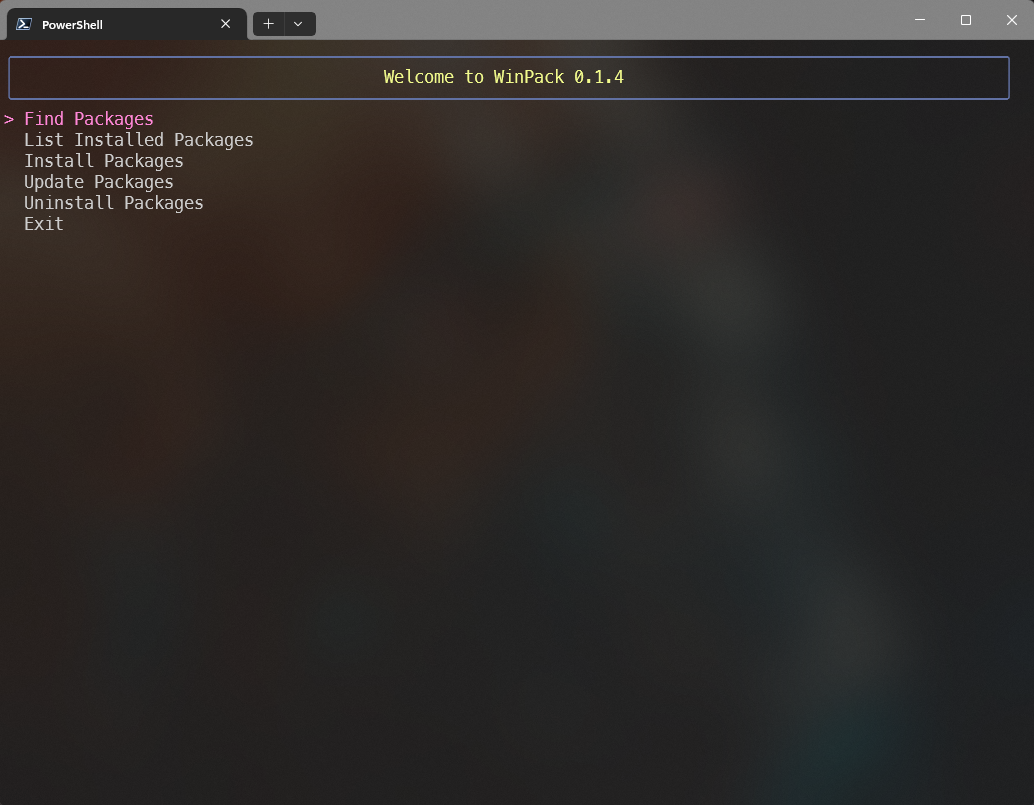 PowerShell
Welcome to WinPack 0.1.4
> Find Packages
List Installed Packages
Install Packages
Update Packages
Uninstall Packages
Exit